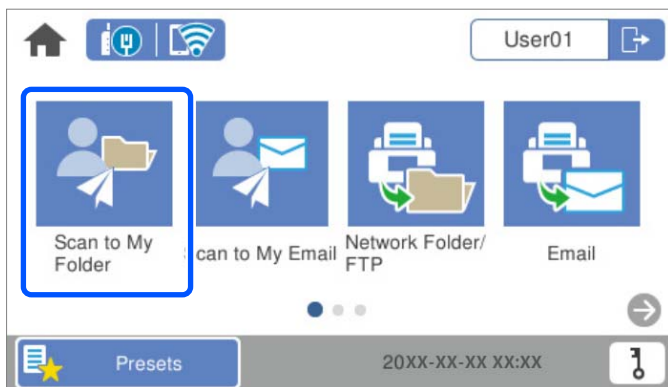 User01
Scan to My
Folder
can to My Email
Network Folder/
FTP
Email
Presets
20XX-XX-XX XX:XX